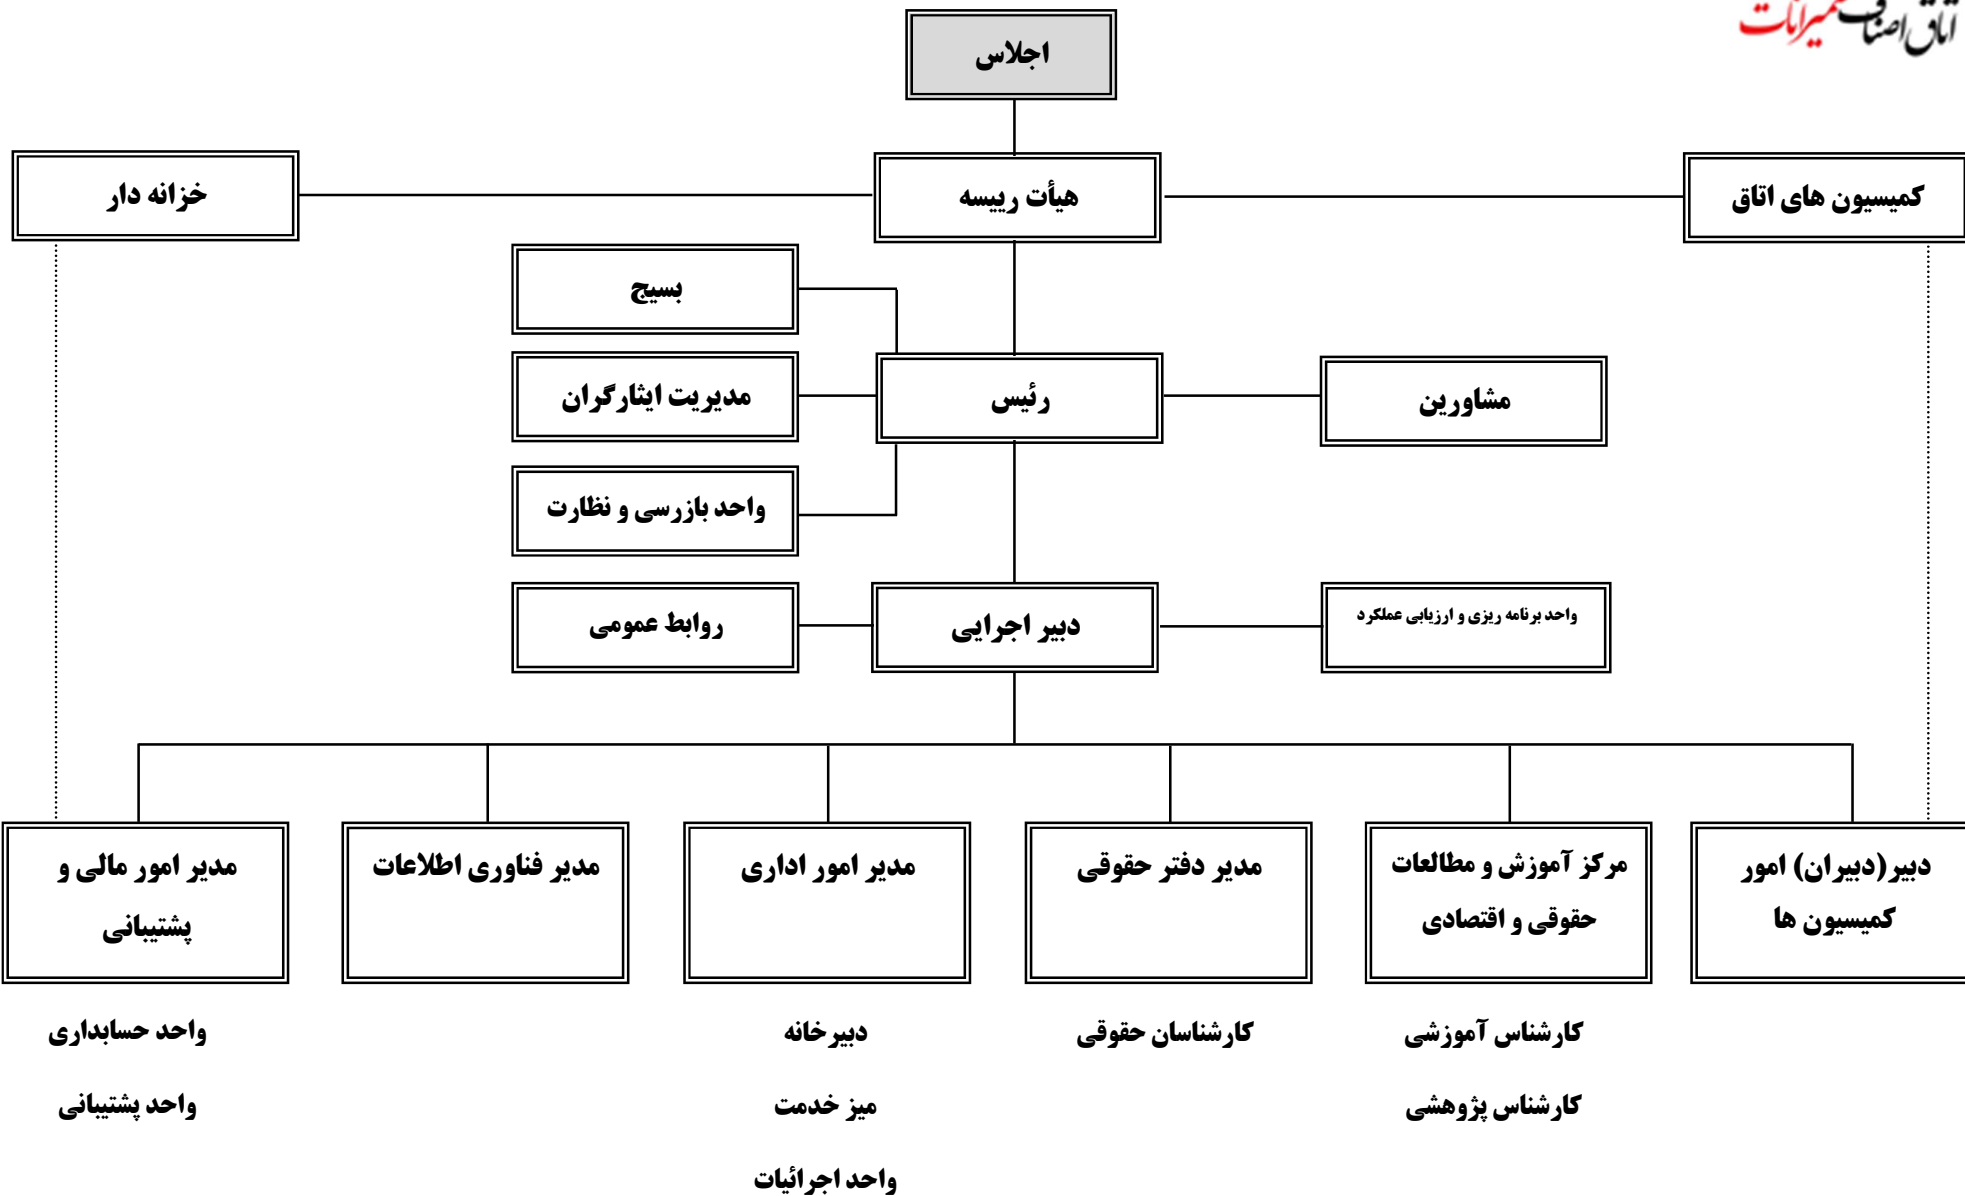 اتاق اصناف شمیرانات
اجلاس
کمیسیون های اتاق
هیأت رییسه
خزانه دار
بسیج
مشاورین
رئیس
مدیریت ایثارگران
واحد بازرسی و نظارت
واحد برنامه ریزی و ارزیابی عملکرد
دبیر اجرایی
روابط عمومی
دبیر(دبیران) امور
کمیسیون ها
مرکز آموزش و مطالعات
حقوقی و اقتصادی
مدیر دفتر حقوقی
مدیر امور اداری
مدیر فناوری اطلاعات
مدیر امور مالی و
پشتیبانی
کارشناس آموزشی
کارشناس پژوهشی
کارشناسان حقوقی
دبیرخانه
میز خدمت
واحد اجرائیات
واحد حسابداری
واحد پشتیبانی